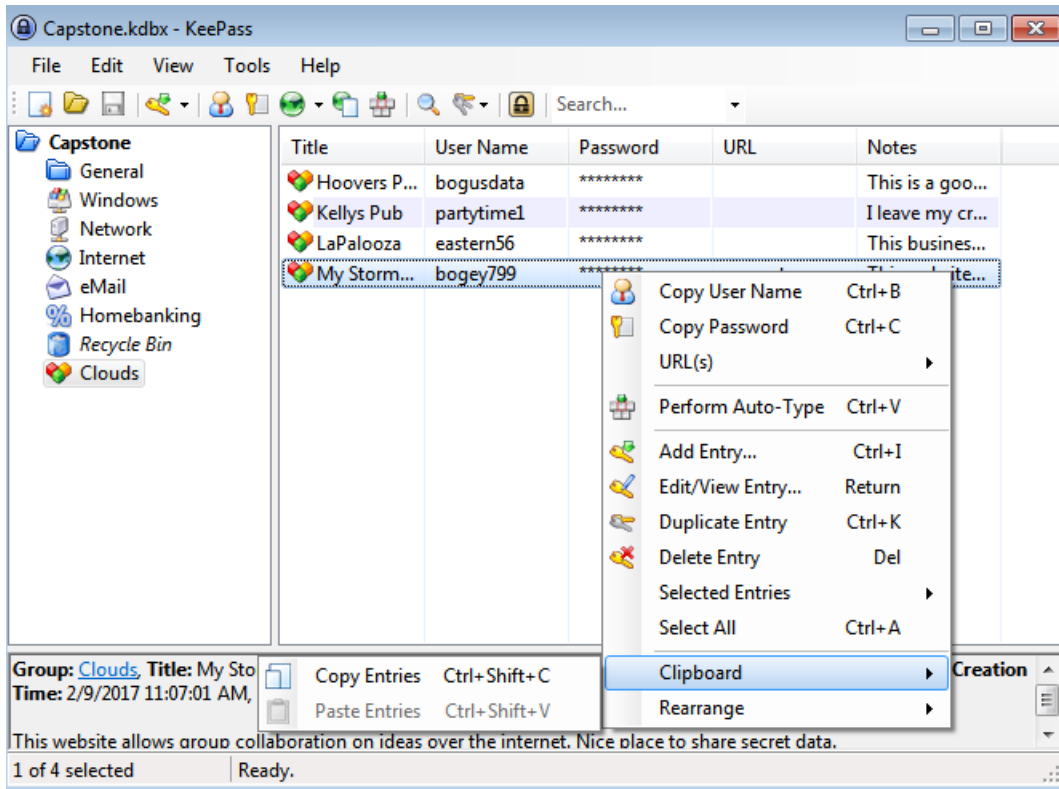 Capstone.kdbx - KeePass
File Edit View Tools Help
Search...
Capstone
General
Windows
Network
Internet
eMail
Homebanking
Recycle Bin
Clouds
Title User Name Password URL Notes
Hoovers P... bogusdata ******** This is a goo...
Kellys Pub partytime1 ******** I leave my cr...
LaPalooza eastern56 ******** This busines...
My Storm... bogey799 ********
Copy User Name Ctrl+B
Copy Password Ctrl+C
URL(s)
Perform Auto-Type Ctrl+V
Add Entry... Ctrl+I
Edit/View Entry... Return
Duplicate Entry Ctrl+K
Delete Entry Del
Selected Entries
Select All Ctrl+A
Clipboard
Rearrange
Copy Entries Ctrl+Shift+C
Paste Entries Ctrl+Shift+V
Group: Clouds, Title: My Sto Creation
Time: 2/9/2017 11:07:01 AM,
This website allows group collaboration on ideas over the internet. Nice place to share secret data.
1 of 4 selected Ready.